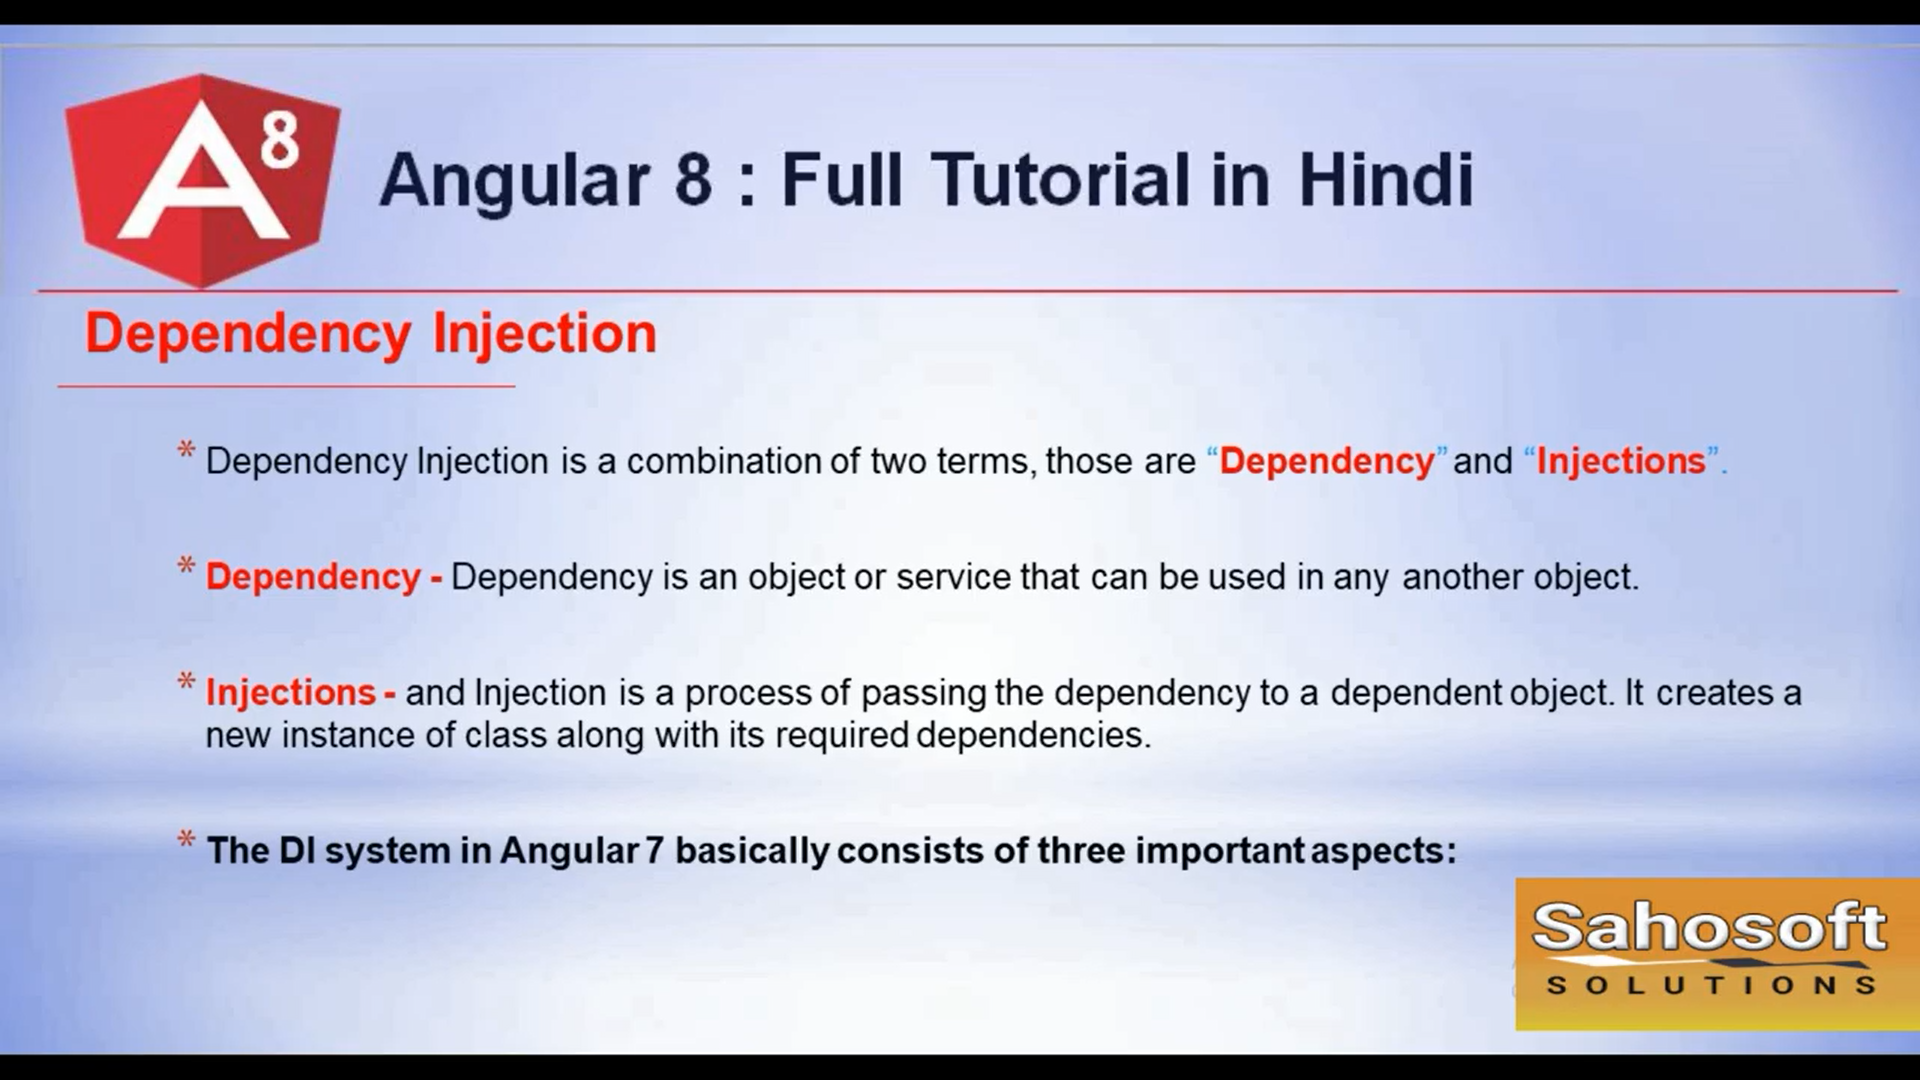 A8
Angular 8 : Full Tutorial in Hindi
Dependency Injection
* Dependency Injection is a combination of two terms, those are “Dependency” and “Injections”.
* Dependency - Dependency is an object or service that can be used in any another object.
* Injections - and Injection is a process of passing the dependency to a dependent object. It creates a
new instance of class along with its required dependencies.
* The DI system in Angular 7 basically consists of three important aspects:
Sahosoft
SOLUTIONS